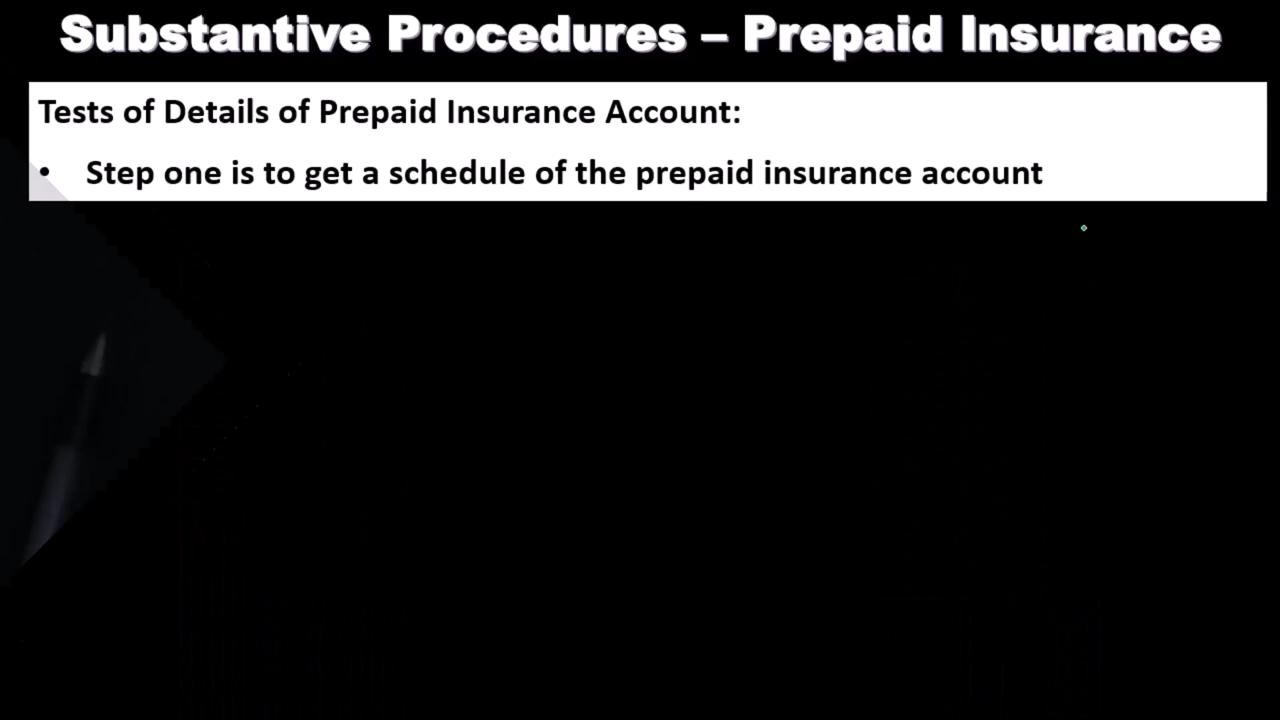 Substantive Procedures – Prepaid Insurance
Tests of Details of Prepaid Insurance Account:
• Step one is to get a schedule of the prepaid insurance account